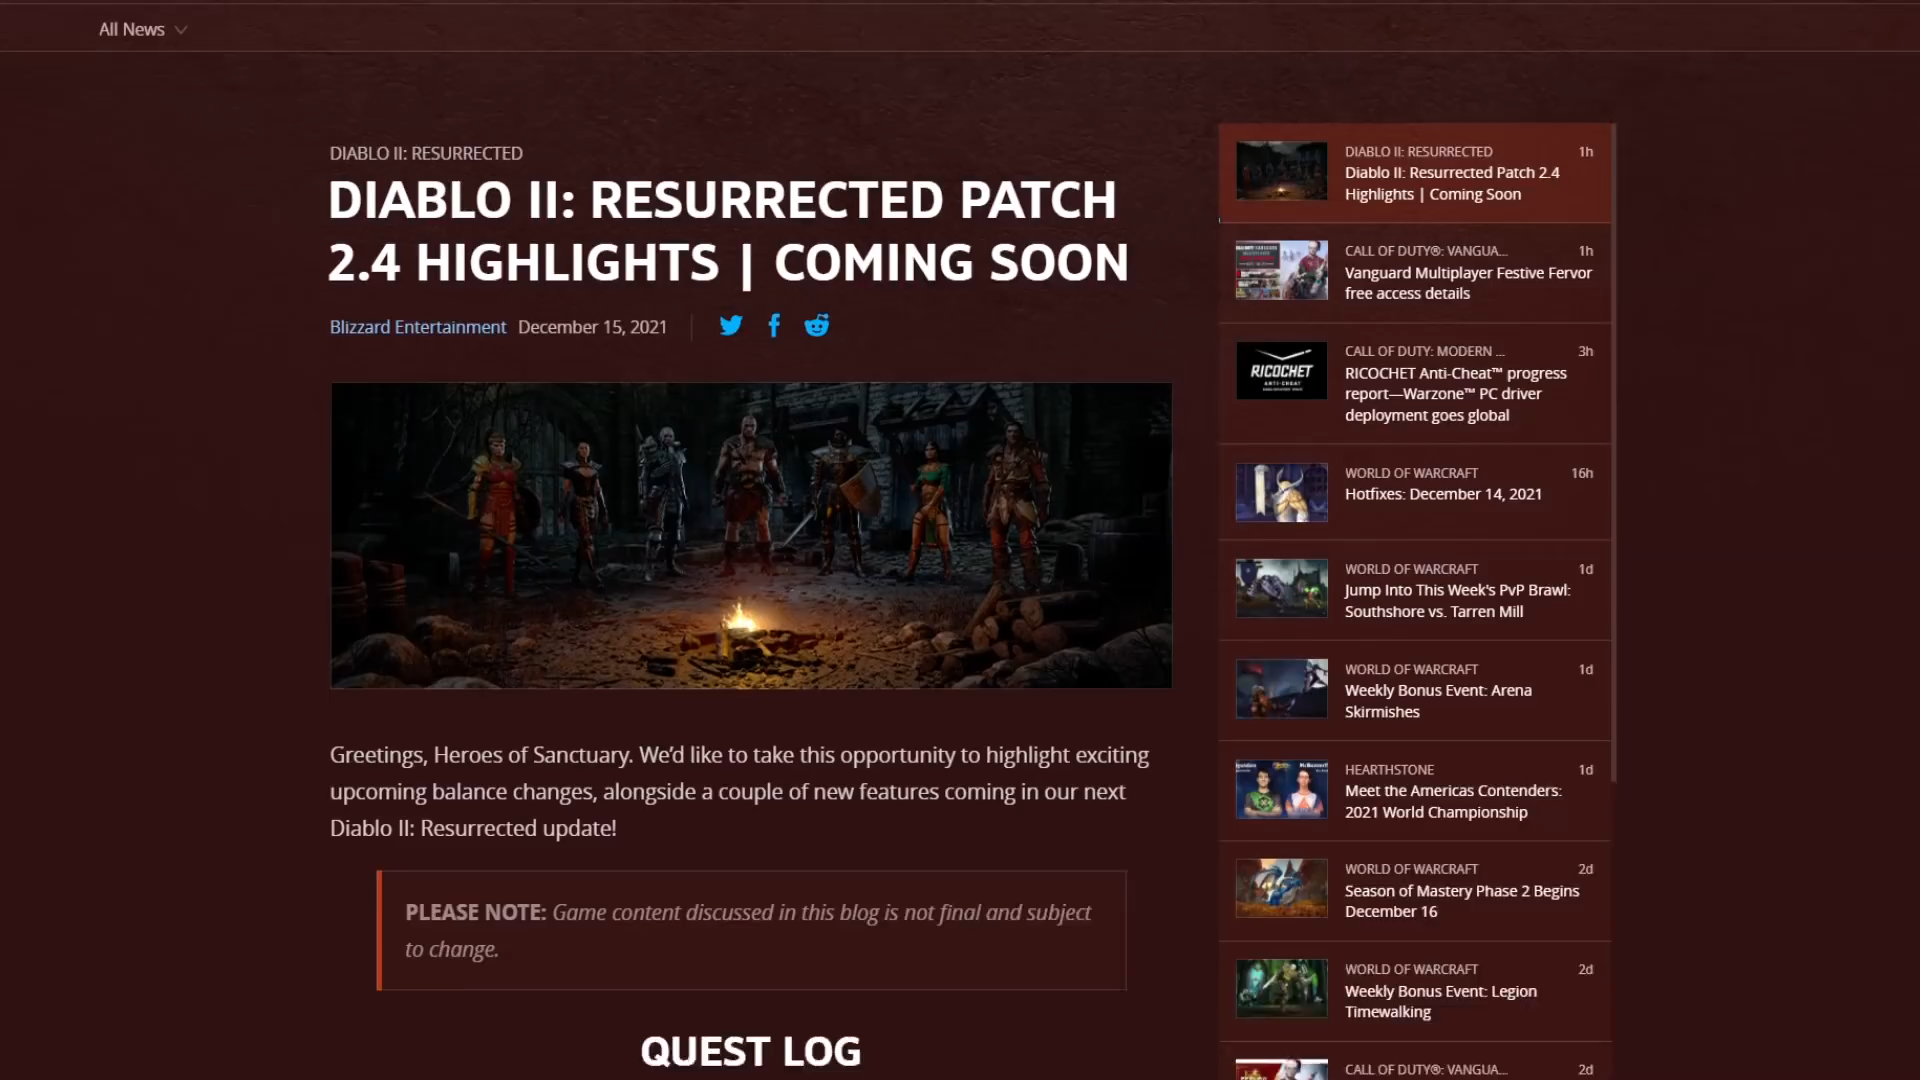 All News
DIABLO II: RESURRECTED
DIABLO II: RESURRECTED PATCH
2.4 HIGHLIGHTS | COMING SOON
Blizzard Entertainment December 15, 2021
Greetings, Heroes of Sanctuary. We'd like to take this opportunity to highlight exciting
upcoming balance changes, alongside a couple of new features coming in our next
Diablo II: Resurrected update!
PLEASE NOTE: Game content discussed in this blog is not final and subject
to change.
QUEST LOG
DIABLO II: RESURRECTED 1h
Diablo II: Resurrected Patch 2.4
Highlights | Coming Soon
CALL OF DUTY®: VANGUA... 1h
Vanguard Multiplayer Festive Fervor
free access details
RICOCHET
ANTI-CHEAT
CALL OF DUTY: MODERN ... 3h
RICOCHET Anti-Cheat™ progress
report—Warzone™ PC driver
deployment goes global
WORLD OF WARCRAFT 16h
Hotfixes: December 14, 2021
WORLD OF WARCRAFT 1d
Jump Into This Week's PvP Brawl:
Southshore vs. Tarren Mill
WORLD OF WARCRAFT 1d
Weekly Bonus Event: Arena
Skirmishes
HEARTHSTONE 1d
Meet the Americas Contenders:
2021 World Championship
WORLD OF WARCRAFT 2d
Season of Mastery Phase 2 Begins
December 16
WORLD OF WARCRAFT 2d
Weekly Bonus Event: Legion
Timewalking
CALL OF DUTY®: VANGUA... 2d